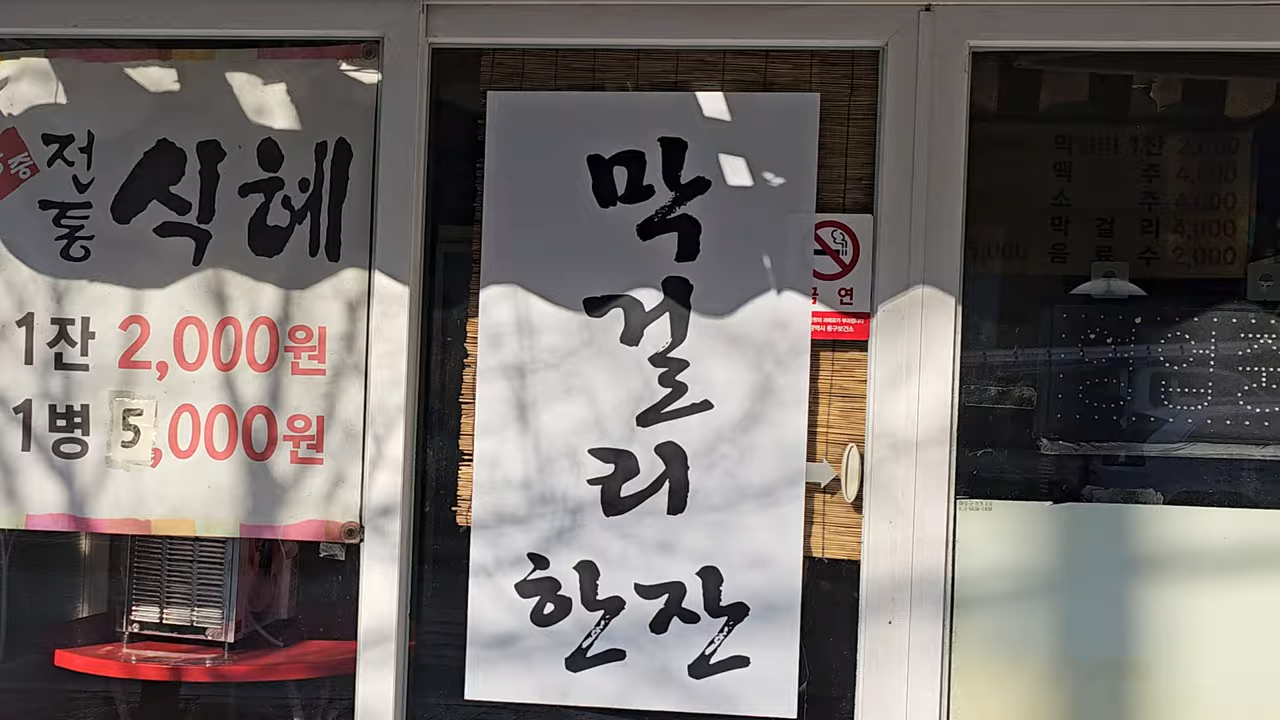 전통 식혜
1잔 2,000원
1병 5,000원
막
걸
리
한잔
금연
막걸리 1잔 2,000
맥 주 4,000
소 주 4,000
막 걸 리 4,000
음 료 수 2,000